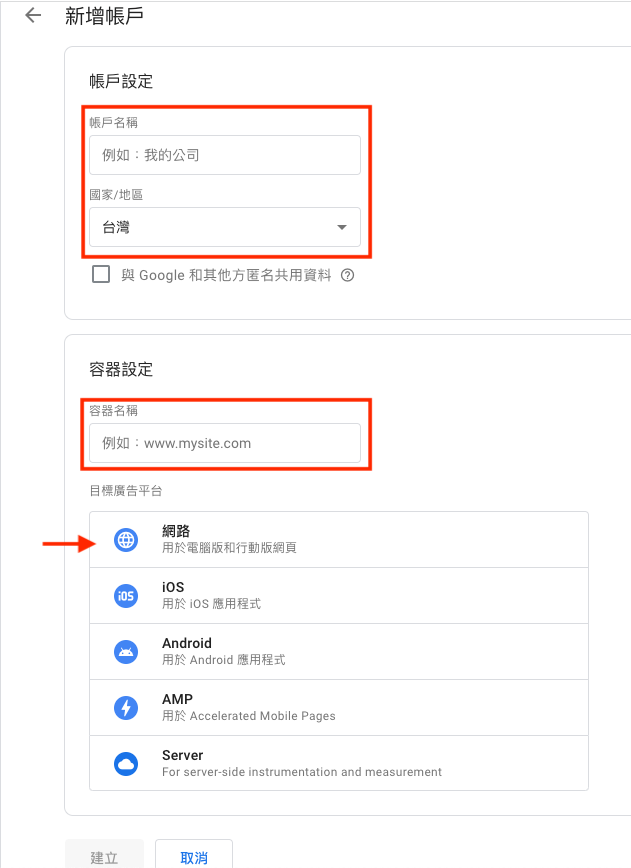 新增帳戶
帳戶設定
帳戶名稱
例如：我的公司
國家/地區
台灣
與 Google 和其他方匿名共用資料
容器設定
容器名稱
例如：www.mysite.com
目標廣告平台
網路
用於電腦版和行動版網頁
iOS
iOS
用於 iOS 應用程式
Android
用於 Android 應用程式
AMP
用於 Accelerated Mobile Pages
Server
For server-side instrumentation and measurement
建立 取消